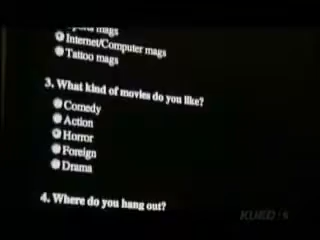 mags
Internet/Computer mags
Tattoo mags
3. What kind of movies do you like?
Comedy
Action
Horror
Foreign
Drama
4. Where do you hang out?
KUED